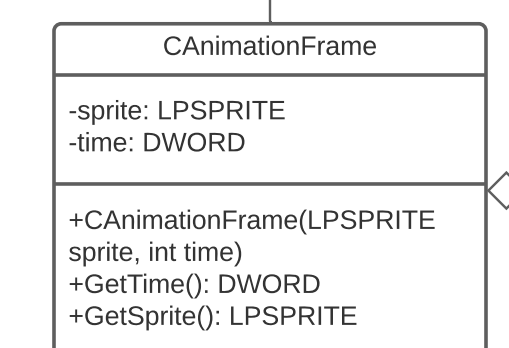 CAnimationFrame
-sprite: LPSPRITE
-time: DWORD
+CAnimationFrame(LPSPRITE
sprite, int time)
+GetTime(): DWORD
+GetSprite(): LPSPRITE